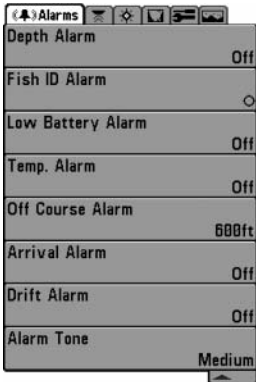 Alarms
Depth Alarm
Off
Fish ID Alarm
Low Battery Alarm
Off
Temp. Alarm
Off
Off Course Alarm
600ft
Arrival Alarm
Off
Drift Alarm
Off
Alarm Tone
Medium